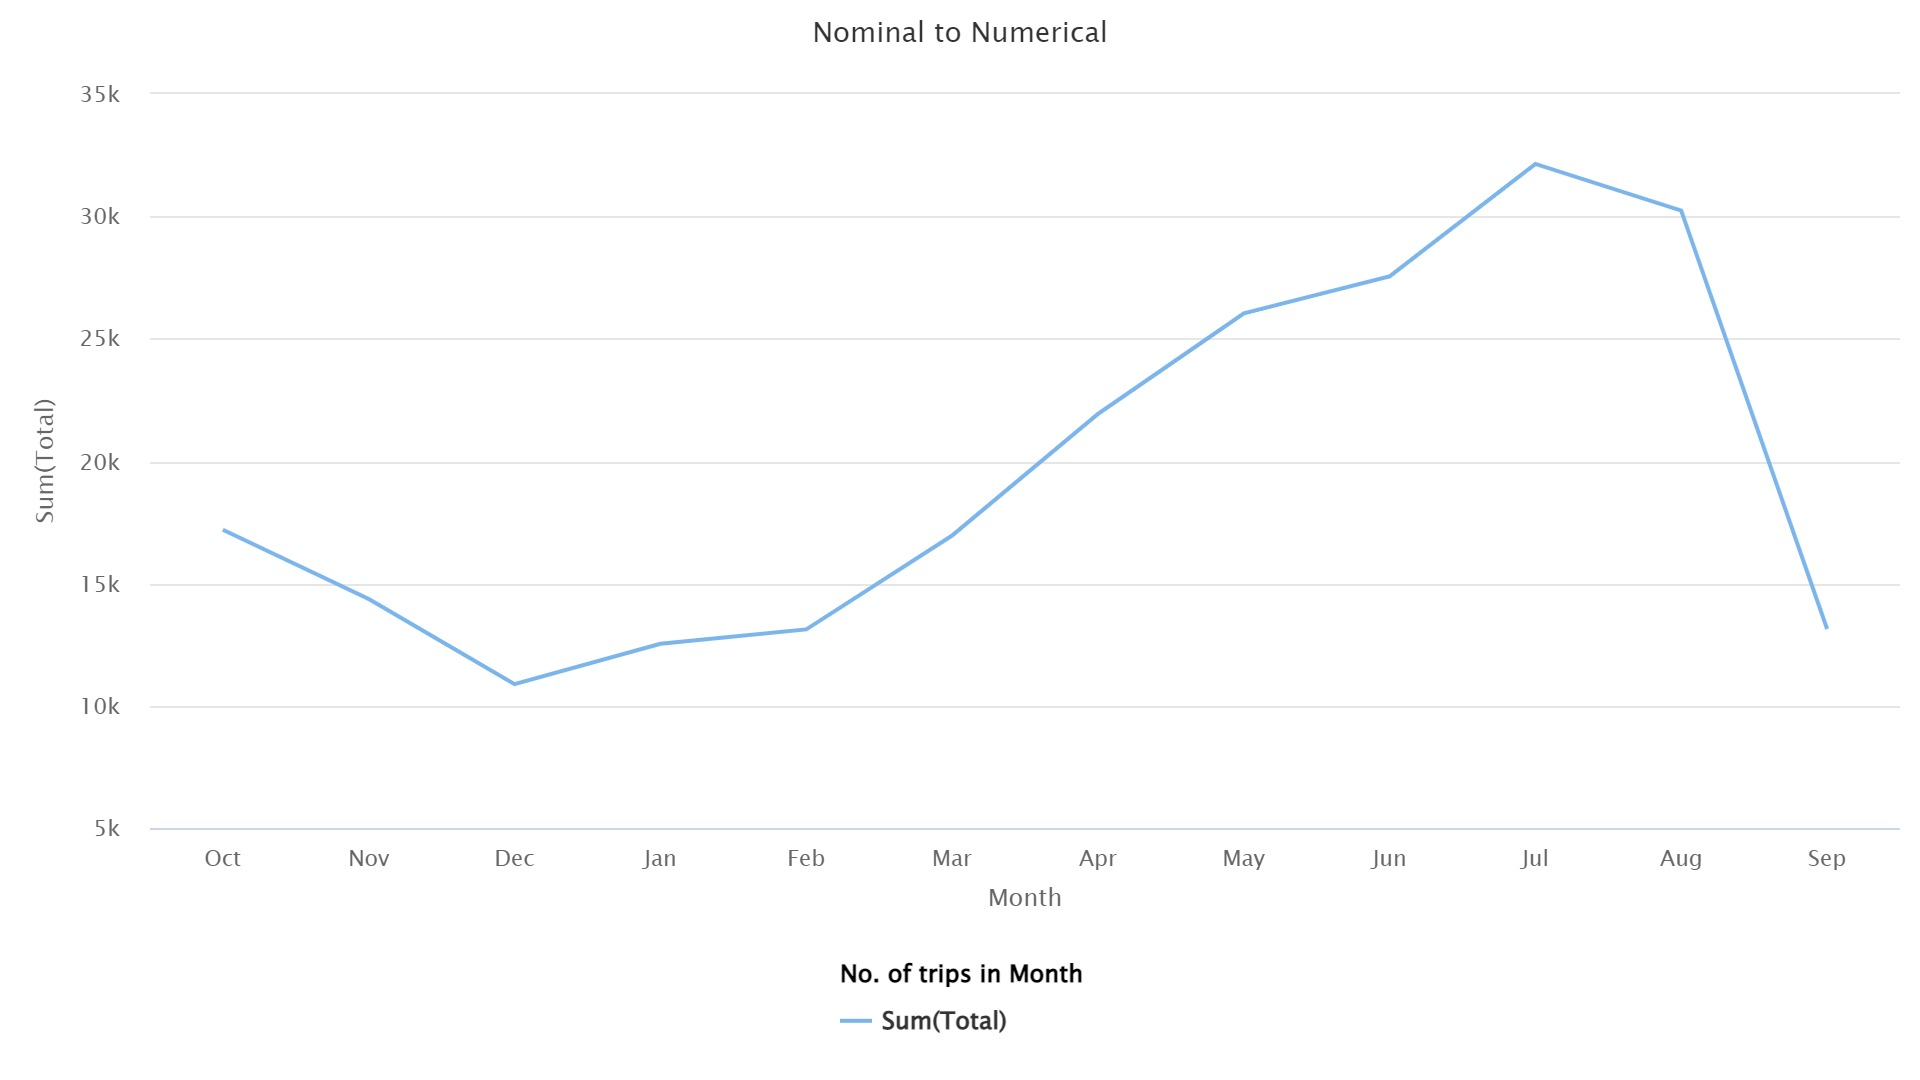 Nominal to Numerical
35k
30k
25k
20k
15k
10k
5k
Sum(Total)
Oct Nov Dec Jan Feb Mar Apr May Jun Jul Aug Sep
Month
No. of trips in Month
Sum(Total)